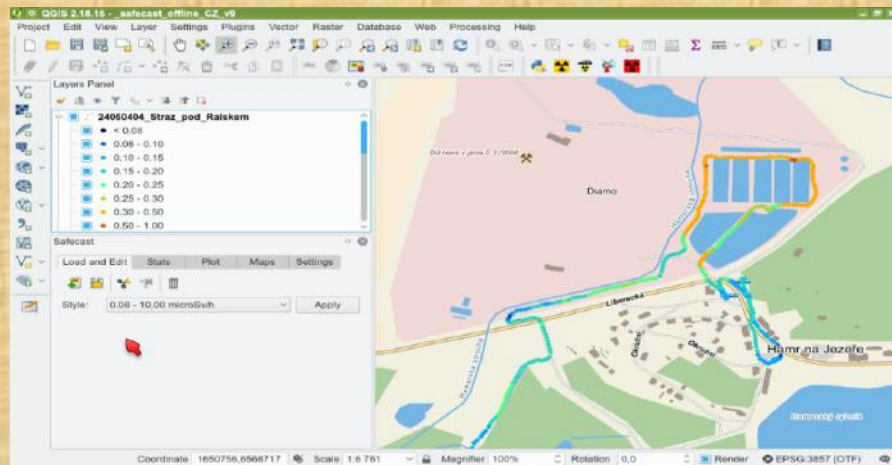 QGIS 2.18.15 - _safecast_offline_CZ_v9
Project Edit View Layer Settings Plugins Vector Raster Database Web Processing Help
Layers Panel
24060404_Straz_pod_Ralskem
< 0.08
0.08 - 0.10
0.10 - 0.15
0.15 - 0.20
0.20 - 0.25
0.25 - 0.30
0.30 - 0.50
0.50 - 1.00
Safecast
Load and Edit Stats Plot Maps Settings
Style: 0.08 - 10.00 microSv/h Apply
Diamo
Liberecká
Okružní
Okružní
Hamr na Jezeře
Hamerský rybník
Coordinate 1650756,6568717 Scale 1:6 761 Magnifier 100% Rotation 0,0 Render EPSG:3857 (OTF)